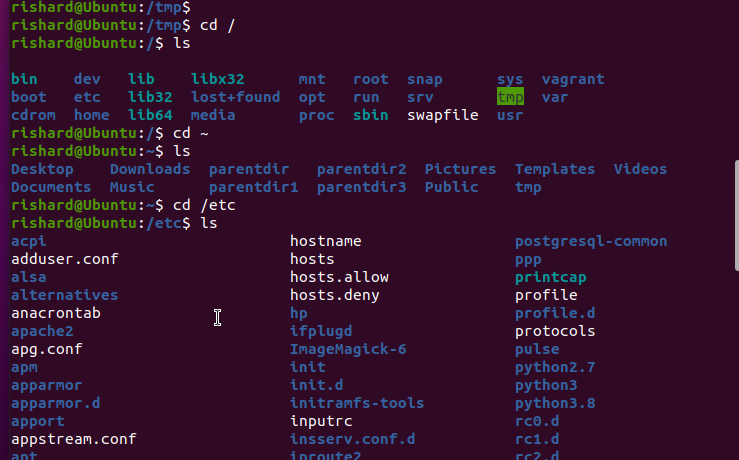 rishard@Ubuntu:/tmp$
rishard@Ubuntu:/tmp$ cd /
rishard@Ubuntu:/$ ls
bin dev lib libx32 mnt root snap sys vagrant
boot etc lib32 lost+found opt run srv tmp var
cdrom home lib64 media proc sbin swapfile usr
rishard@Ubuntu:/$ cd ~
rishard@Ubuntu:~$ ls
Desktop Downloads parentdir parentdir2 Pictures Templates Videos
Documents Music parentdir1 parentdir3 Public tmp
rishard@Ubuntu:~$ cd /etc
rishard@Ubuntu:/etc$ ls
acpi hostname postgresql-common
adduser.conf hosts ppp
alsa hosts.allow printcap
alternatives hosts.deny profile
anacrontab hp profile.d
apache2 ifplugd protocols
apg.conf ImageMagick-6 pulse
apm init python2.7
apparmor init.d python3
apparmor.d initramfs-tools python3.8
apport inputrc rc0.d
appstream.conf insserv.conf.d rc1.d
apt iproute2 rc2.d